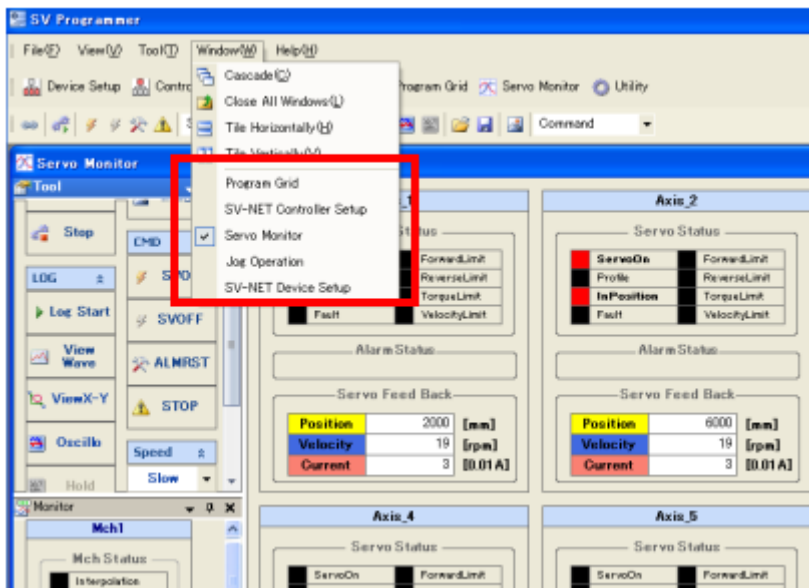 SV Programmer
File(F) View(V) Tool(T) Window(W) Help(H)
Device Setup Program Grid Servo Monitor Utility
Cascade(C)
Close All Windows(L)
Tile Horizontally(H)
Tile Vertically(V)
Command
Program Grid
SV-NET Controller Setup
Servo Monitor
Jog Operation
SV-NET Device Setup
Servo Monitor
Tool
Stop
LOG
Log Start
View Wave
ViewX-Y
Oscillo
Hold
CMD
SVOFF
ALMRST
STOP
Speed
Slow
ForwardLimit
ReverseLimit
TorqueLimit
Fault VelocityLimit
Alarm Status
Servo Feed Back
Position 2000 [mm]
Velocity 19 [rpm]
Current 3 [0.01A]
Axis_2
Servo Status
ServoOn ForwardLimit
Profile ReverseLimit
InPosition TorqueLimit
Fault VelocityLimit
Alarm Status
Servo Feed Back
Position 6000 [mm]
Velocity 19 [rpm]
Current 3 [0.01A]
Monitor
Mch1
Mch Status
Interpolation
Axis_4
Servo Status
ServoOn ForwardLimit
Axis_5
Servo Status
ServoOn ForwardLimit